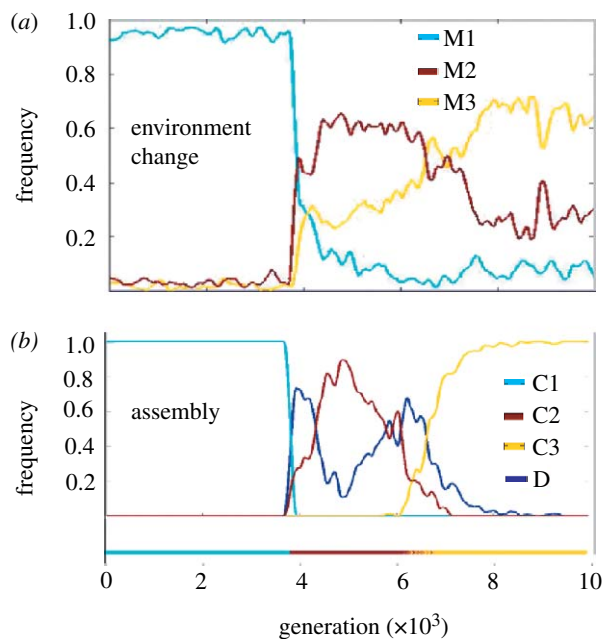 (a)
1.0
0.8
0.6
0.4
0.2
frequency
environment
change
M1
M2
M3
(b)
1.0
0.8
0.6
0.4
0.2
frequency
assembly
C1
C2
C3
D
0 2 4 6 8 10
generation (×10³)